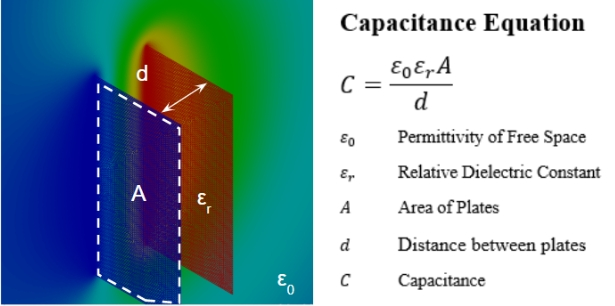 d
A
εr
ε0
Capacitance Equation
C = ε0εrA / d
ε0 Permittivity of Free Space
εr Relative Dielectric Constant
A Area of Plates
d Distance between plates
C Capacitance